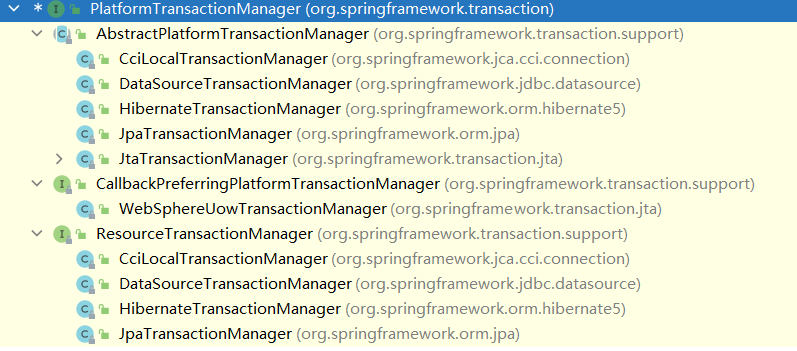 PlatformTransactionManager (org.springframework.transaction)
AbstractPlatformTransactionManager (org.springframework.transaction.support)
CciLocalTransactionManager (org.springframework.jca.cci.connection)
DataSourceTransactionManager (org.springframework.jdbc.datasource)
HibernateTransactionManager (org.springframework.orm.hibernate5)
JpaTransactionManager (org.springframework.orm.jpa)
JtaTransactionManager (org.springframework.transaction.jta)
CallbackPreferringPlatformTransactionManager (org.springframework.transaction.support)
WebSphereUowTransactionManager (org.springframework.transaction.jta)
ResourceTransactionManager (org.springframework.transaction.support)
CciLocalTransactionManager (org.springframework.jca.cci.connection)
DataSourceTransactionManager (org.springframework.jdbc.datasource)
HibernateTransactionManager (org.springframework.orm.hibernate5)
JpaTransactionManager (org.springframework.orm.jpa)